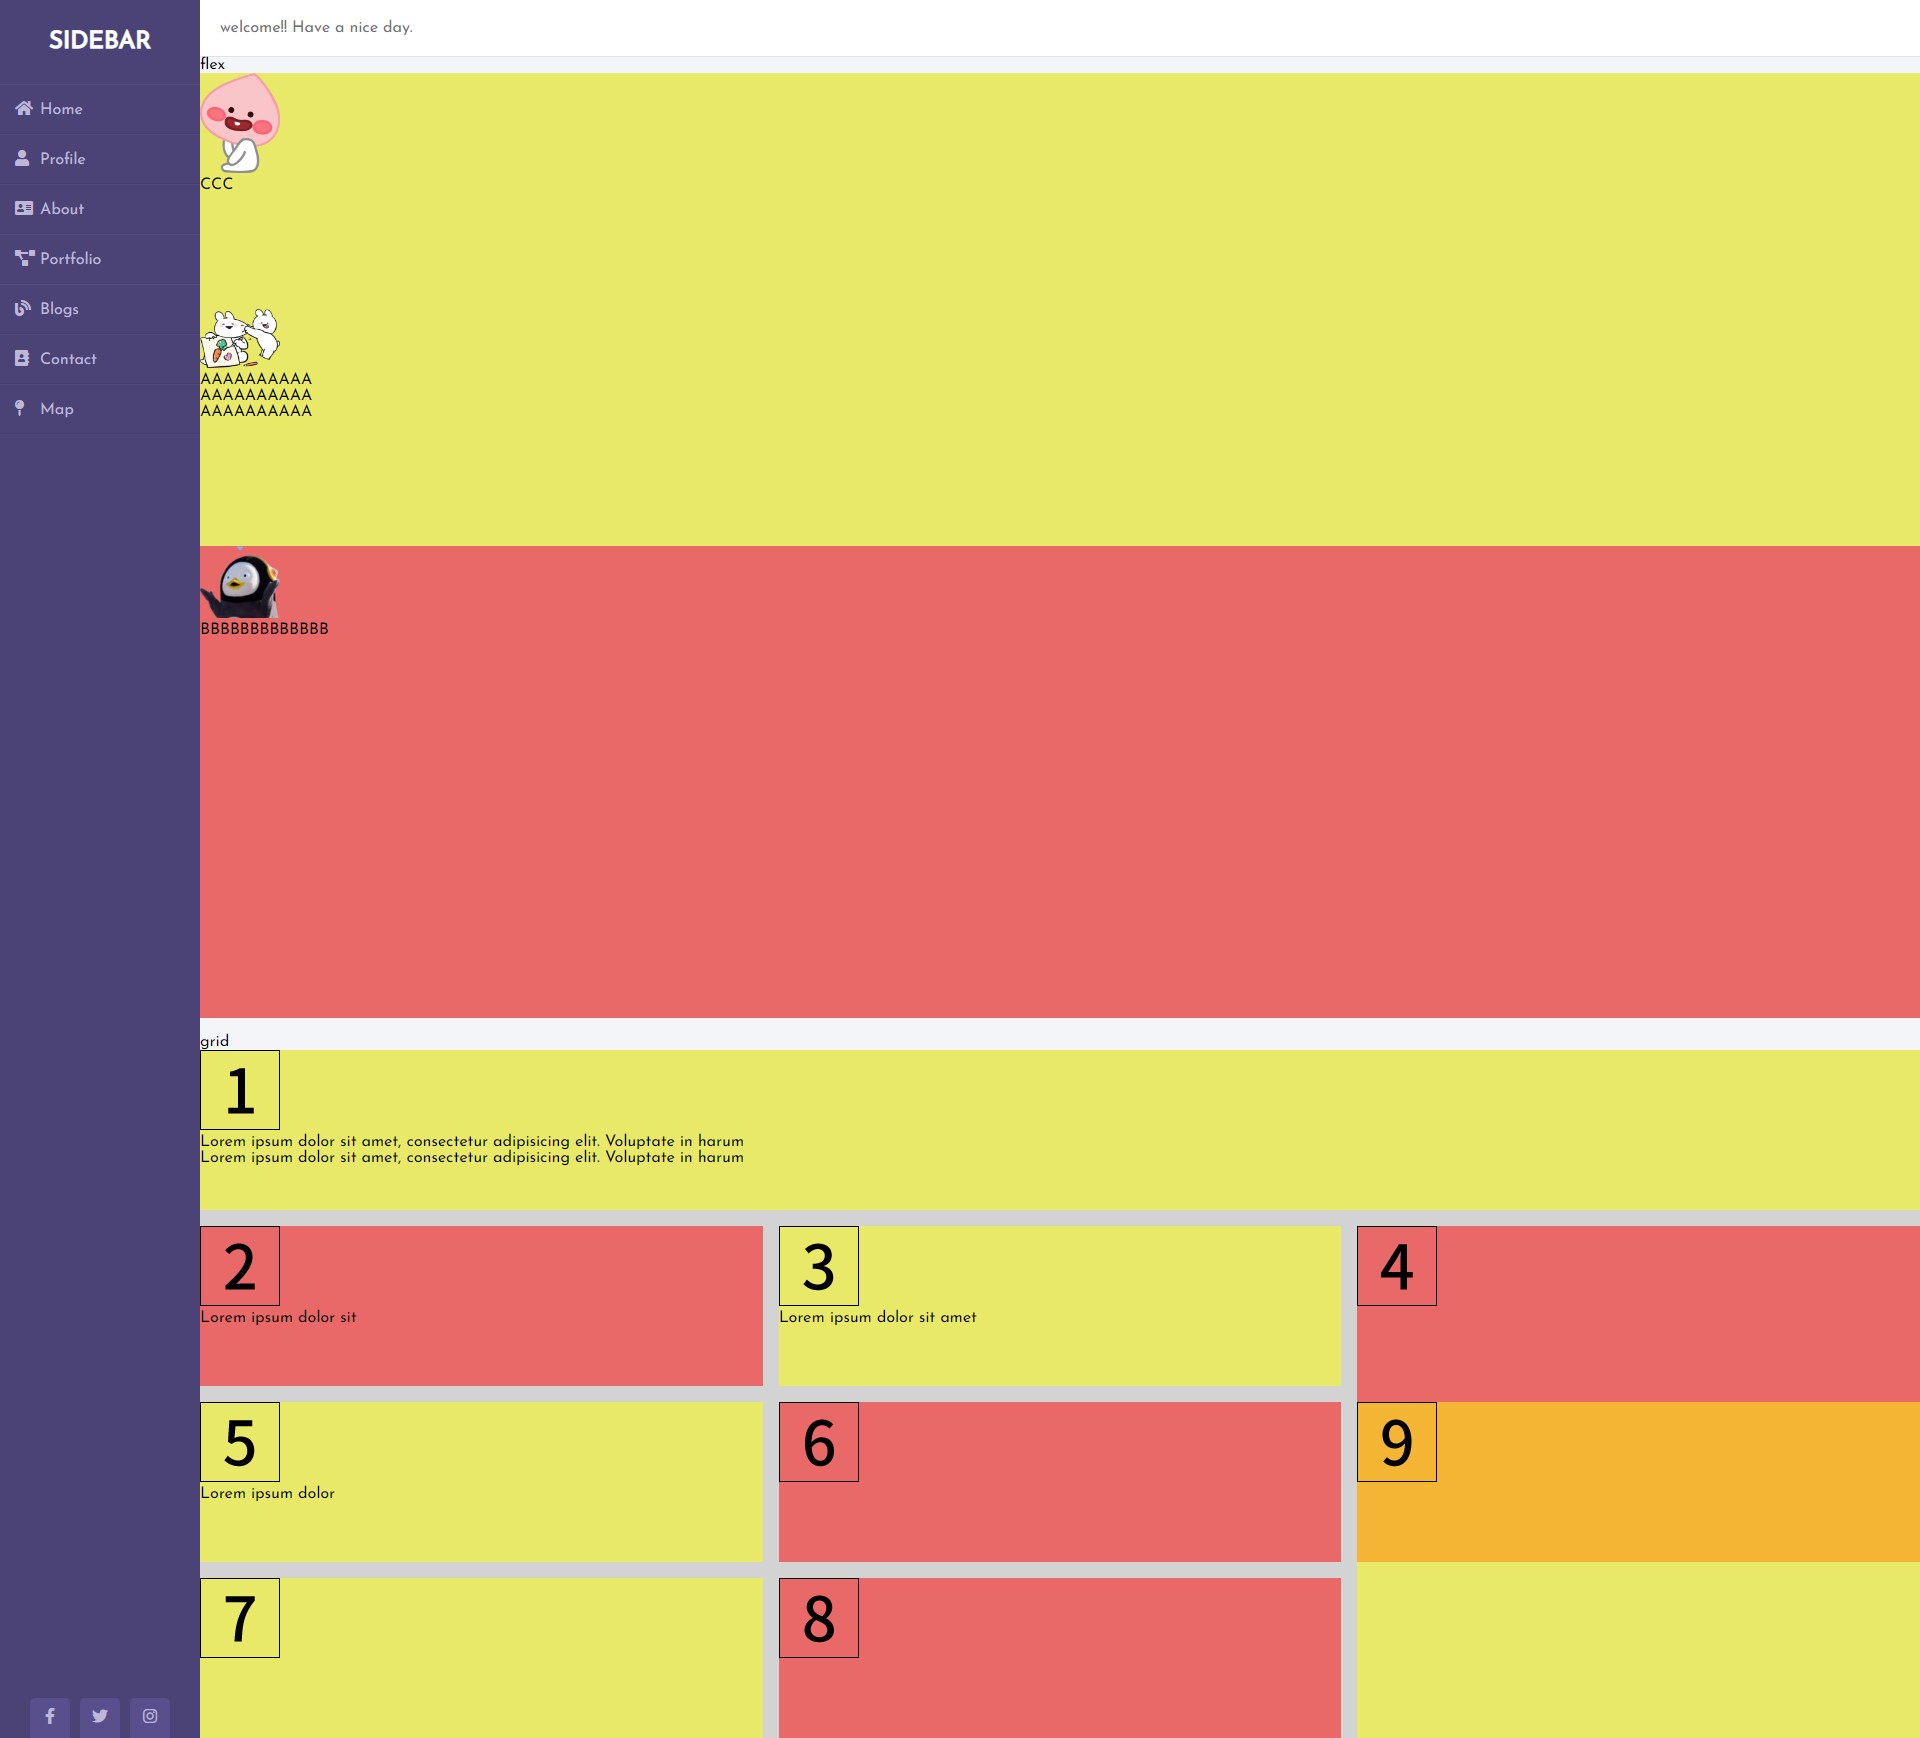 SIDEBAR
Home
Profile
About
Portfolio
Blogs
Contact
Map
welcome!! Have a nice day.
flex
CCC
AAAAAAAAAA
AAAAAAAAAA
AAAAAAAAAA
BBBBBBBBBBBBB
grid
1
Lorem ipsum dolor sit amet, consectetur adipisicing elit. Voluptate in harum
Lorem ipsum dolor sit amet, consectetur adipisicing elit. Voluptate in harum
2
Lorem ipsum dolor sit
3
Lorem ipsum dolor sit amet
4
5
Lorem ipsum dolor
6
9
7
8